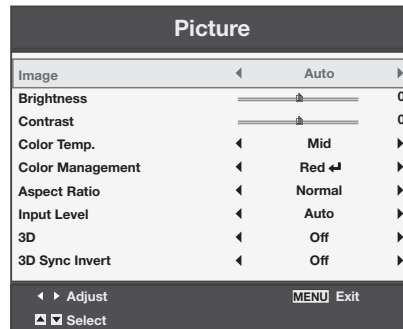 Picture
Image Auto
Brightness 0
Contrast 0
Color Temp. Mid
Color Management Red
Aspect Ratio Normal
Input Level Auto
3D Off
3D Sync Invert Off
Adjust MENU Exit
Select